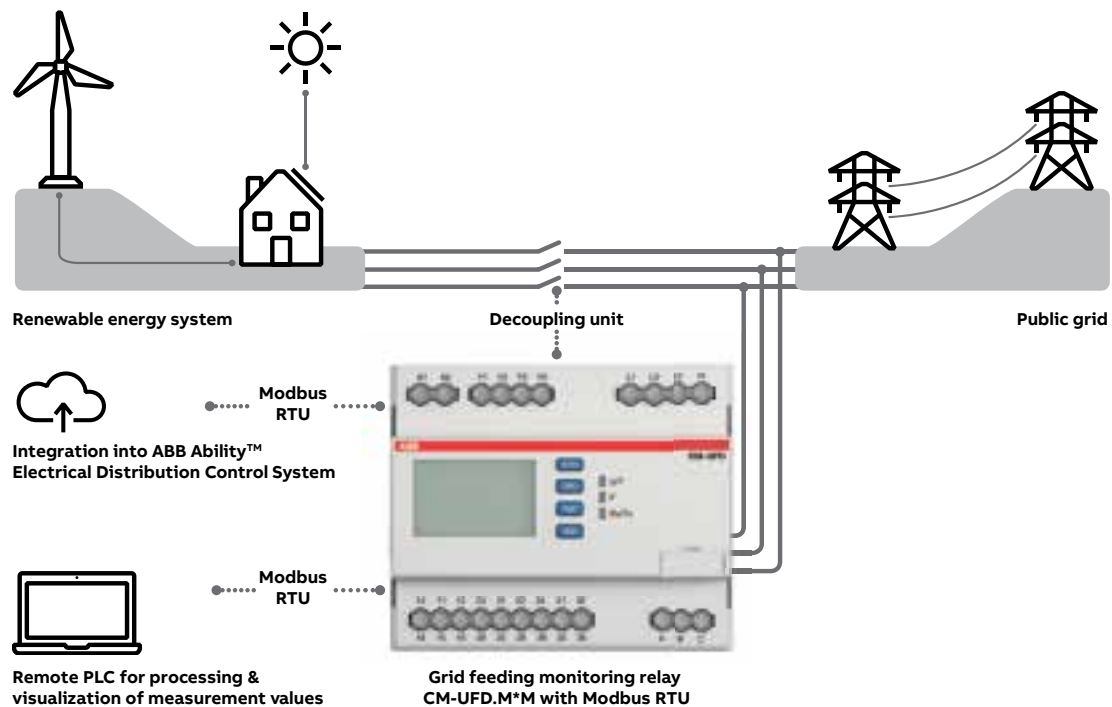 Renewable energy system
Decoupling unit
Public grid
Modbus
RTU
Integration into ABB Ability™
Electrical Distribution Control System
ABB
Modbus
RTU
Remote PLC for processing &
visualization of measurement values
Grid feeding monitoring relay
CM-UFD.M*M with Modbus RTU